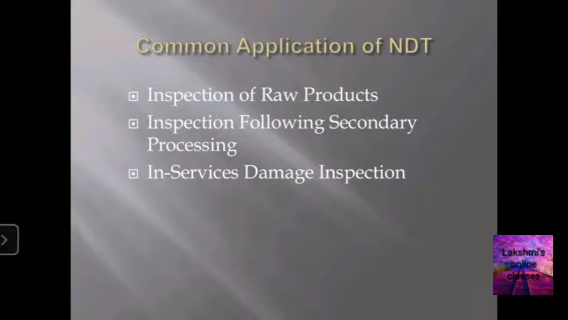 Common Application of NDT
Inspection of Raw Products
Inspection Following Secondary
Processing
In-Services Damage Inspection
Lakshmi's
online
classes